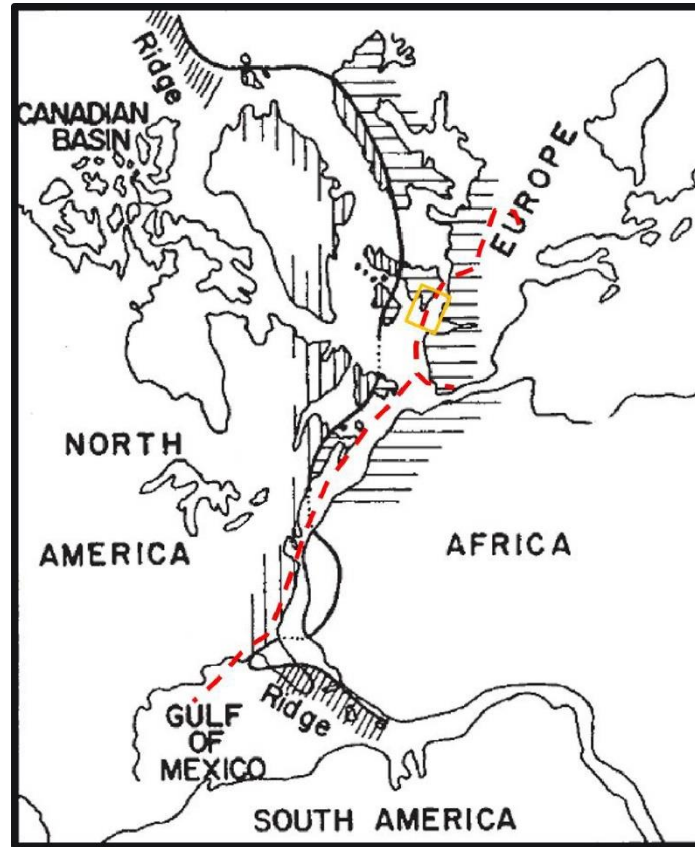 Ridge
CANADIAN
BASIN
EUROPE
NORTH
AMERICA
AFRICA
Ridge
GULF
OF
MEXICO
SOUTH AMERICA